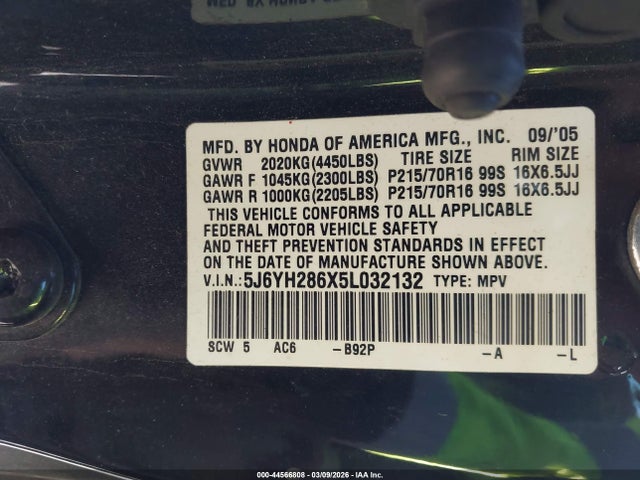 MFD. BY HONDA OF AMERICA MFG., INC. 09/'05
GVWR 2020KG(4450LBS) TIRE SIZE RIM SIZE
GAWR F 1045KG(2300LBS) P215/70R16 99S 16X6.5JJ
GAWR R 1000KG(2205LBS) P215/70R16 99S 16X6.5JJ
THIS VEHICLE CONFORMS TO ALL APPLICABLE
FEDERAL MOTOR VEHICLE SAFETY
AND THEFT PREVENTION STANDARDS IN EFFECT
ON THE DATE OF MANUFACTURE SHOWN ABOVE.
V.I.N.: 5J6YH286X5L032132 TYPE: MPV
SCW 5 AC6 -B92P -A -L
000-44566808 - 03/09/2026 - IAA Inc.